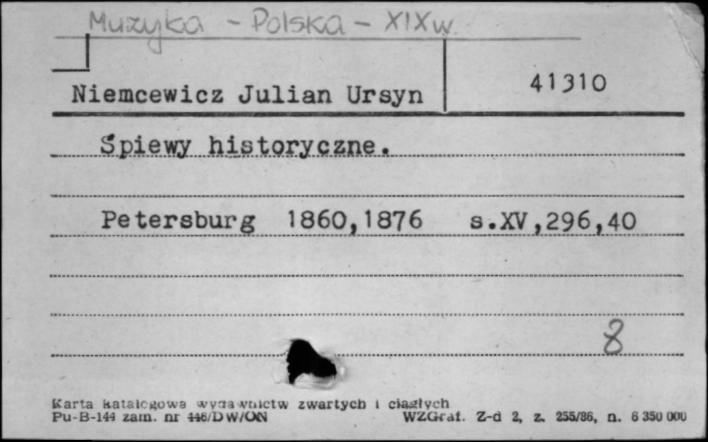 Muzyka - Polska - XIX w.
41310
Niemcewicz Julian Ursyn
Śpiewy historyczne.
Petersburg 1860,1876 s.XV,296,40
8
Karta katalogowa wydawnictw zwartych i ciągłych
Pu-B-144 zam. nr 446/DW/ON WZGraf. Z-d 2, z. 255/86, n. 6 350 000